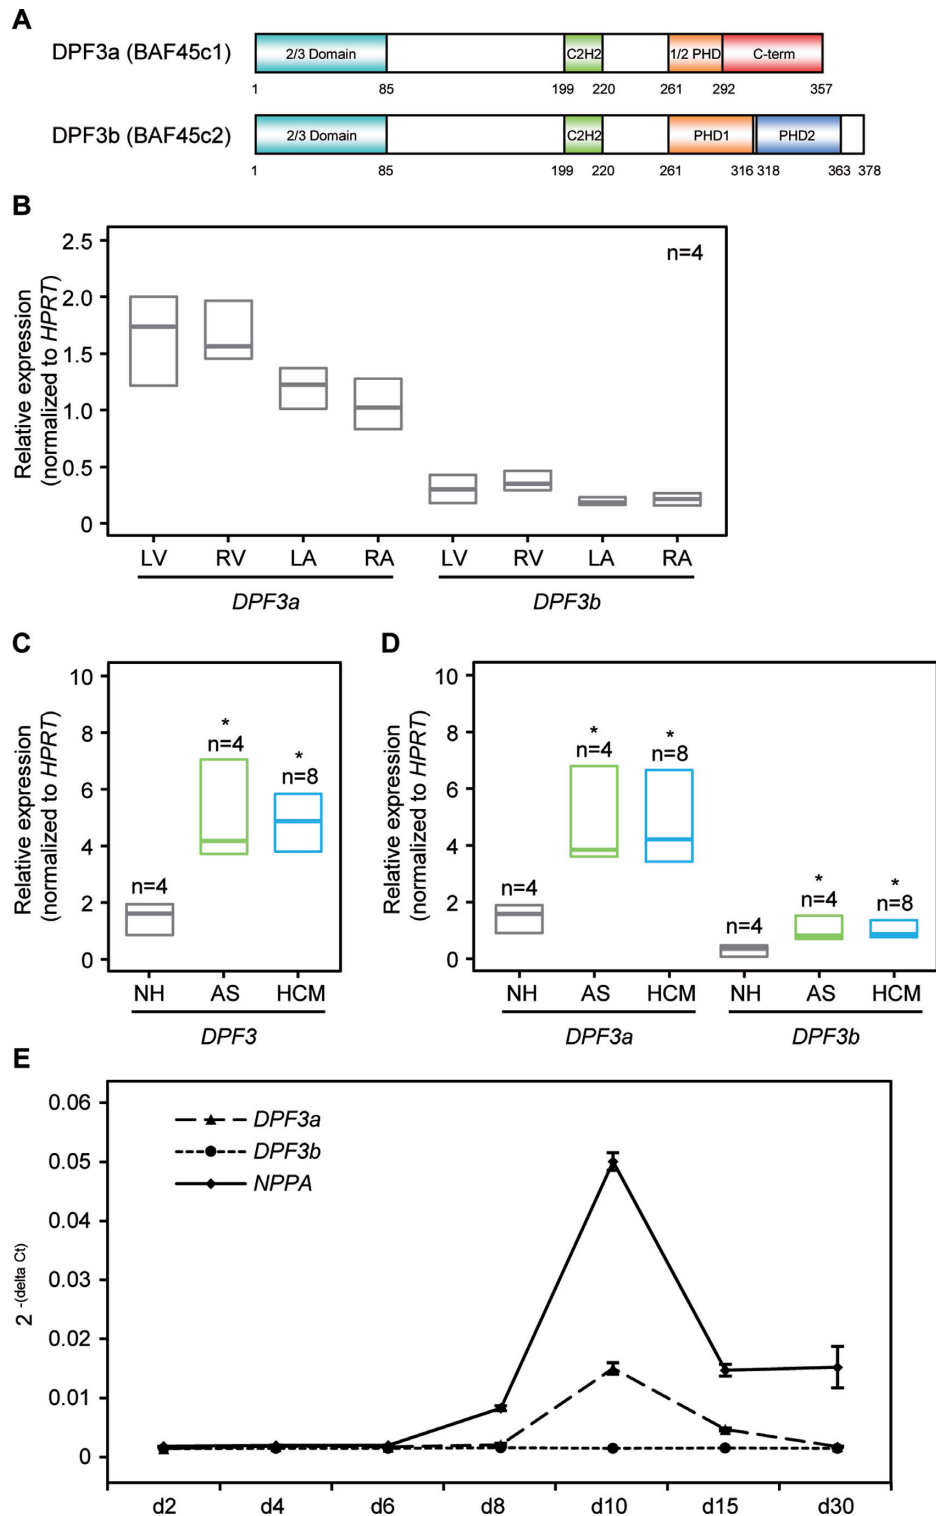 A
DPF3a (BAF45c1)
2/3 Domain
C2H2
1/2 PHD
C-term
1
85
199
220
261
292
357
DPF3b (BAF45c2)
2/3 Domain
C2H2
PHD1
PHD2
1
85
199
220
261
316
318
363
378
B
Relative expression
(normalized to HPRT)
2.5
2.0
1.5
1.0
0.5
0
n=4
LV
RV
LA
RA
LV
RV
LA
RA
DPF3a
DPF3b
C
Relative expression
(normalized to HPRT)
10
8
6
4
2
0
n=4
*
n=4
*
n=8
NH
AS
HCM
DPF3
D
Relative expression
(normalized to HPRT)
10
8
6
4
2
0
n=4
*
n=4
*
n=8
n=4
*
n=4
*
n=8
NH
AS
HCM
NH
AS
HCM
DPF3a
DPF3b
E
2 -(delta Ct)
0.06
0.05
0.04
0.03
0.02
0.01
0
DPF3a
DPF3b
NPPA
d2
d4
d6
d8
d10
d15
d30